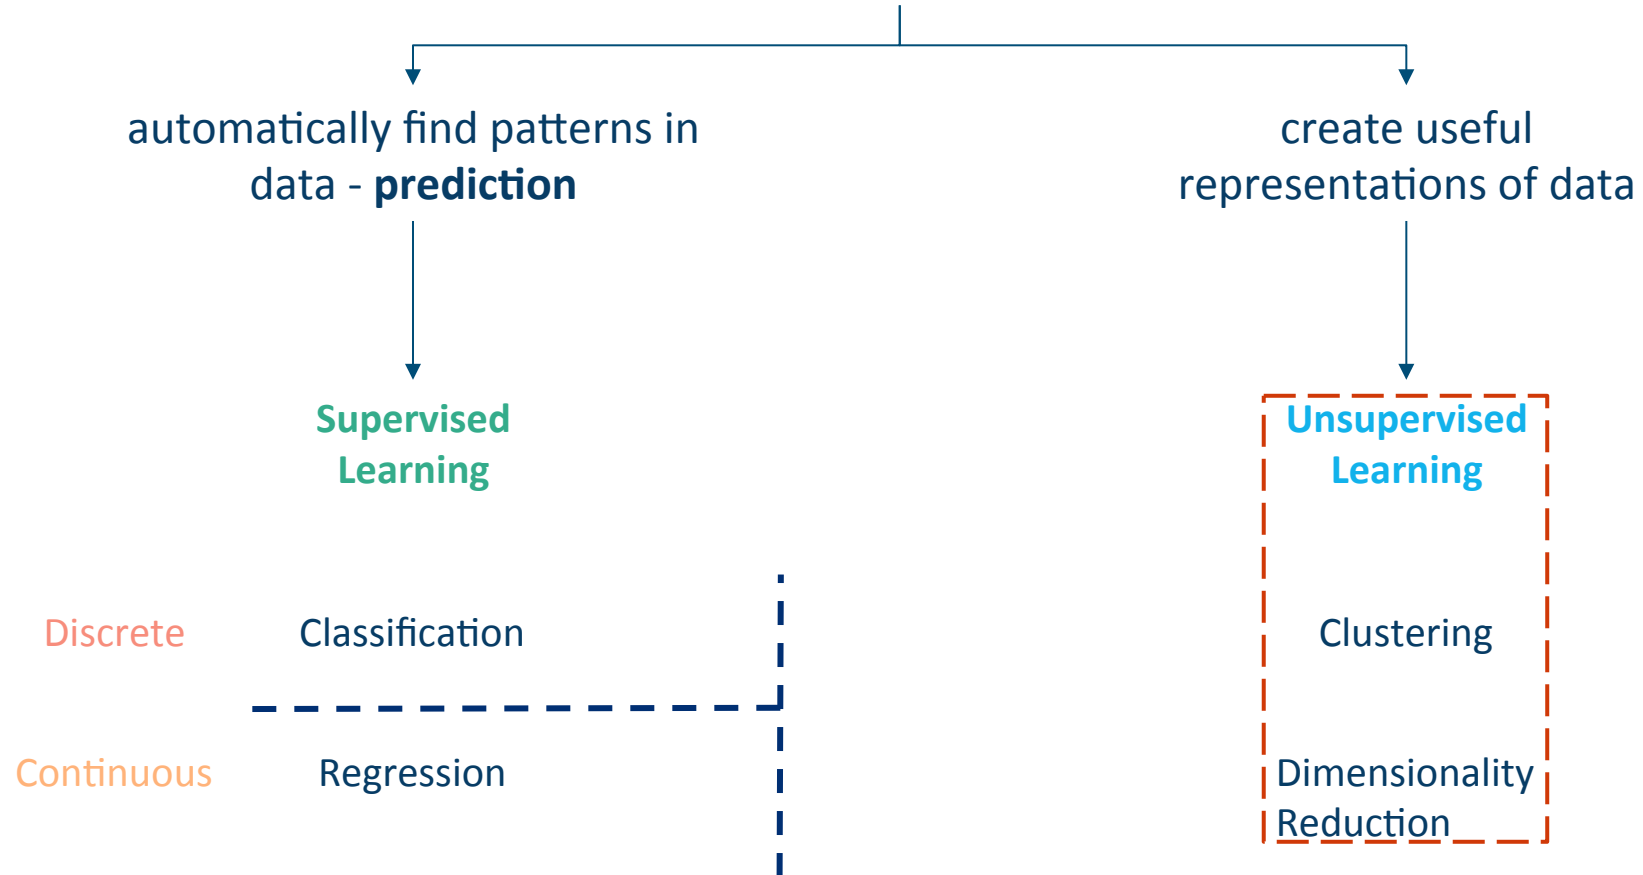 automatically find patterns in
data - prediction
create useful
representations of data
Supervised
Learning
Unsupervised
Learning
Discrete
Classification
Clustering
Continuous
Regression
Dimensionality
Reduction